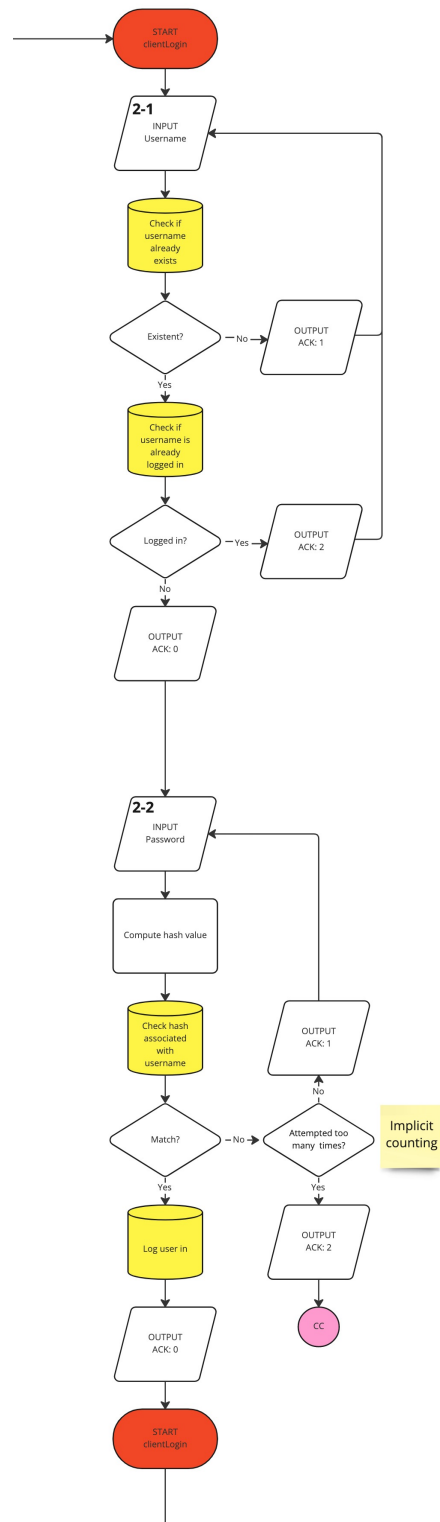 START
clientLogin
2-1
INPUT
Username
Check if
username
already
exists
Existent?
No
OUTPUT
ACK: 1
Yes
Check if
username is
already
logged in
Logged in?
Yes
OUTPUT
ACK: 2
No
OUTPUT
ACK: 0
2-2
INPUT
Password
Compute hash value
Check hash
associated
with
username
OUTPUT
ACK: 1
No
Match?
No
Attempted too
many times?
Implicit
counting
Yes
Yes
Log user in
OUTPUT
ACK: 2
CC
OUTPUT
ACK: 0
START
clientLogin